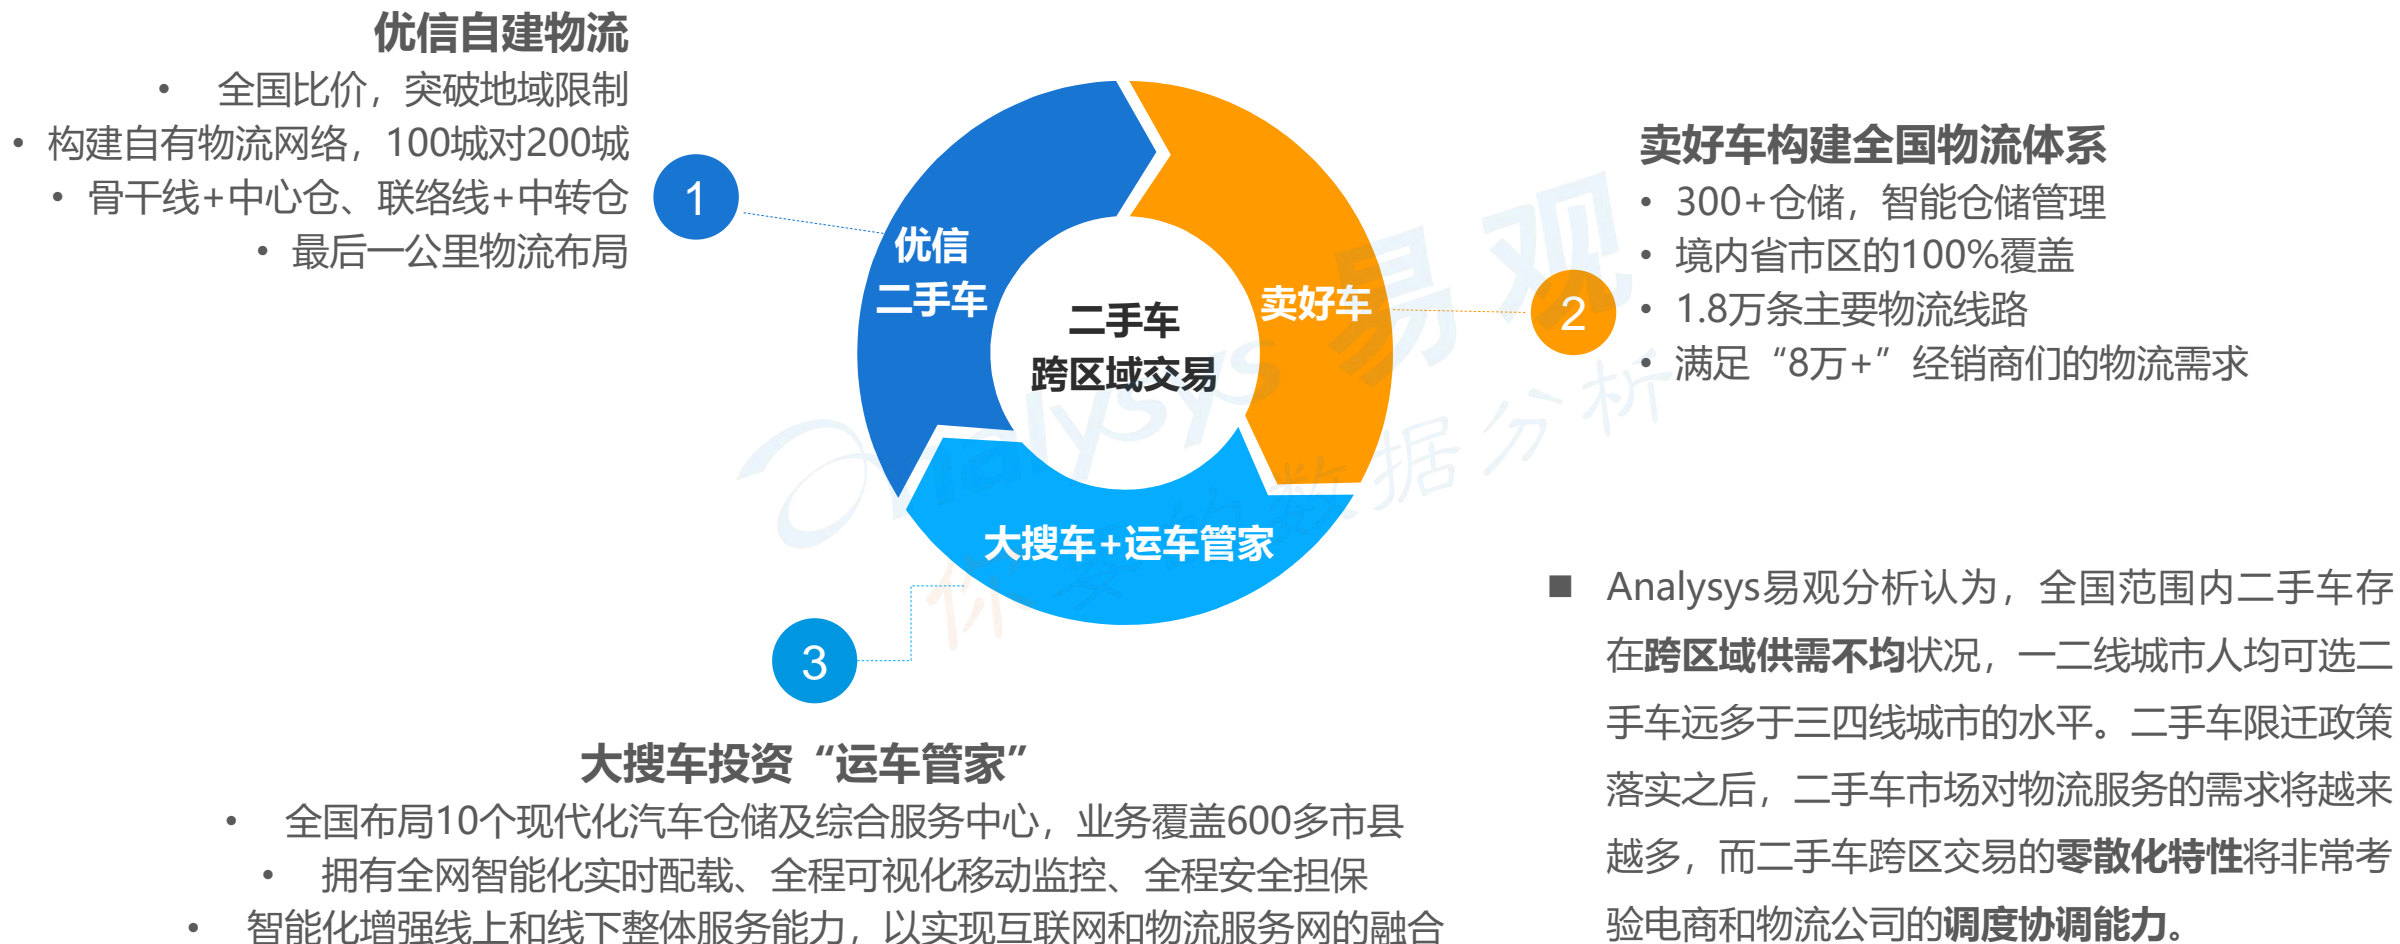 优信自建物流
• 全国比价，突破地域限制
• 构建自有物流网络，100城对200城
• 骨干线+中心仓、联络线+中转仓
• 最后一公里物流布局
1
优信
二手车
卖好车
二手车
跨区域交易
大搜车+运车管家
2
卖好车构建全国物流体系
• 300+仓储，智能仓储管理
• 境内省市区的100%覆盖
• 1.8万条主要物流线路
• 满足“8万+”经销商们的物流需求
3
大搜车投资“运车管家”
• 全国布局10个现代化汽车仓储及综合服务中心，业务覆盖600多市县
• 拥有全网智能化实时配载、全程可视化移动监控、全程安全担保
• 智能化增强线上和线下整体服务能力，以实现互联网和物流服务网的融合
■ Analysys易观分析认为，全国范围内二手车存
在跨区域供需不均状况，一二线城市人均可选二
手车远多于三四线城市的水平。二手车限迁政策
落实之后，二手车市场对物流服务的需求将越来
越多，而二手车跨区交易的零散化特性将非常考
验电商和物流公司的调度协调能力。
analysys 易观
你要的数据分析